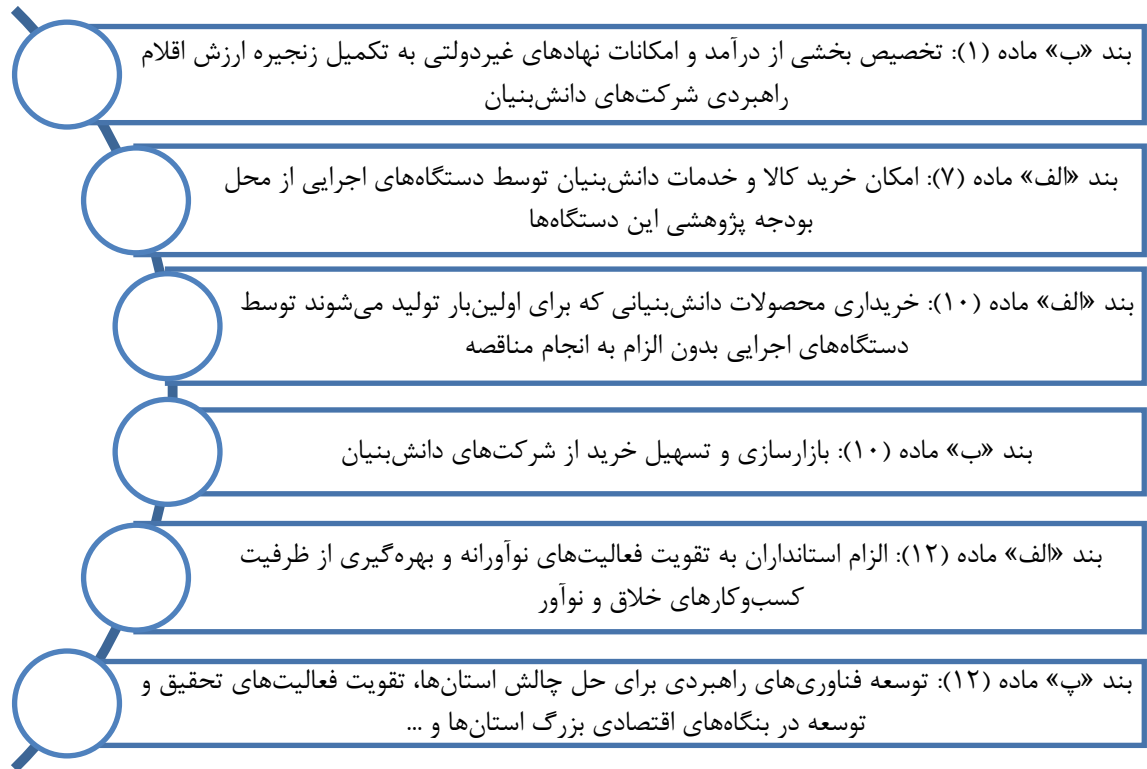 بند «ب» ماده (۱): تخصیص بخشی از درآمد و امکانات نهادهای غیردولتی به تکمیل زنجیره ارزش اقلام
راهبردی شرکت‌های دانش‌بنیان
بند «الف» ماده (۷): امکان خرید کالا و خدمات دانش‌بنیان توسط دستگاه‌های اجرایی از محل
بودجه پژوهشی این دستگاه‌ها
بند «الف» ماده (۱۰): خریداری محصولات دانش‌بنیانی که برای اولین‌بار تولید می‌شوند توسط
دستگاه‌های اجرایی بدون الزام به انجام مناقصه
بند «ب» ماده (۱۰): بازارسازی و تسهیل خرید از شرکت‌های دانش‌بنیان
بند «الف» ماده (۱۲): الزام استانداران به تقویت فعالیت‌های نوآورانه و بهره‌گیری از ظرفیت
کسب‌وکارهای خلاق و نوآور
بند «پ» ماده (۱۲): توسعه فناوری‌های راهبردی برای حل چالش استان‌ها، تقویت فعالیت‌های تحقیق و
توسعه در بنگاه‌های اقتصادی بزرگ استان‌ها و ...